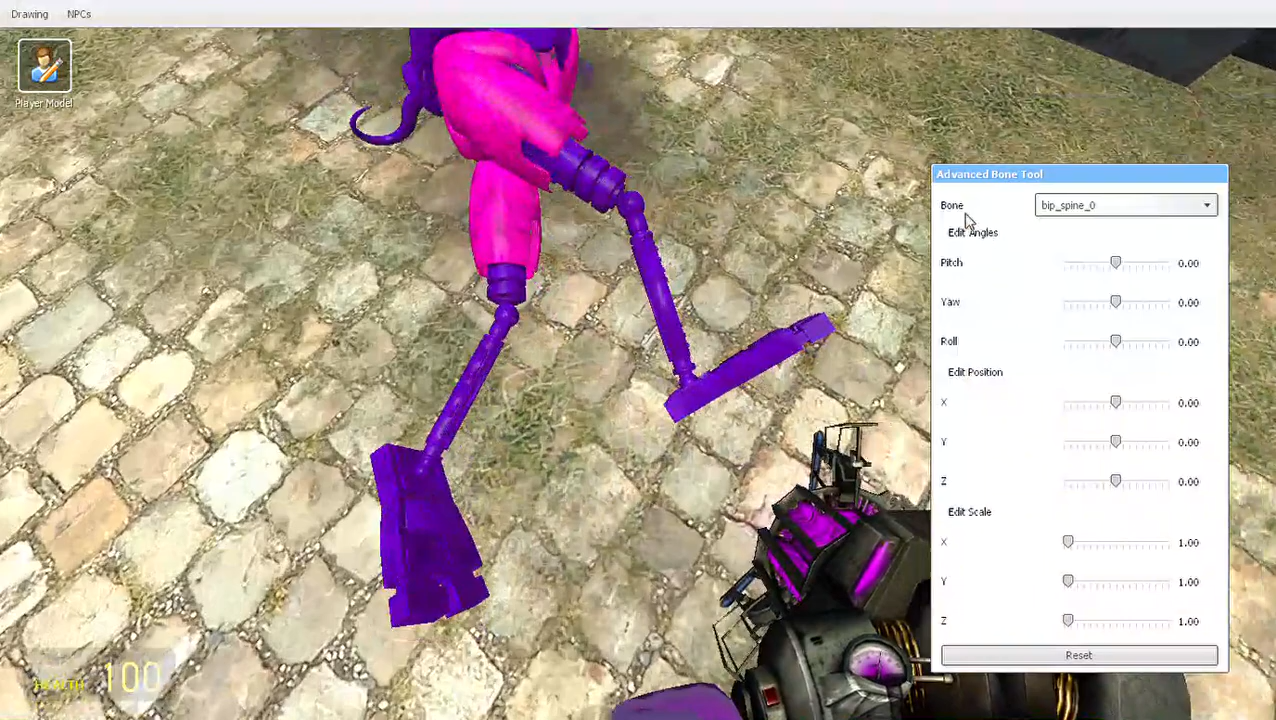 Drawing NPCs
Player Model
Advanced Bone Tool
Bone bip_spine_0
Edit Angles
Pitch 0.00
Yaw 0.00
Roll 0.00
Edit Position
X 0.00
Y 0.00
Z 0.00
Edit Scale
X 1.00
Y 1.00
Z 1.00
Reset
HEALTH 100